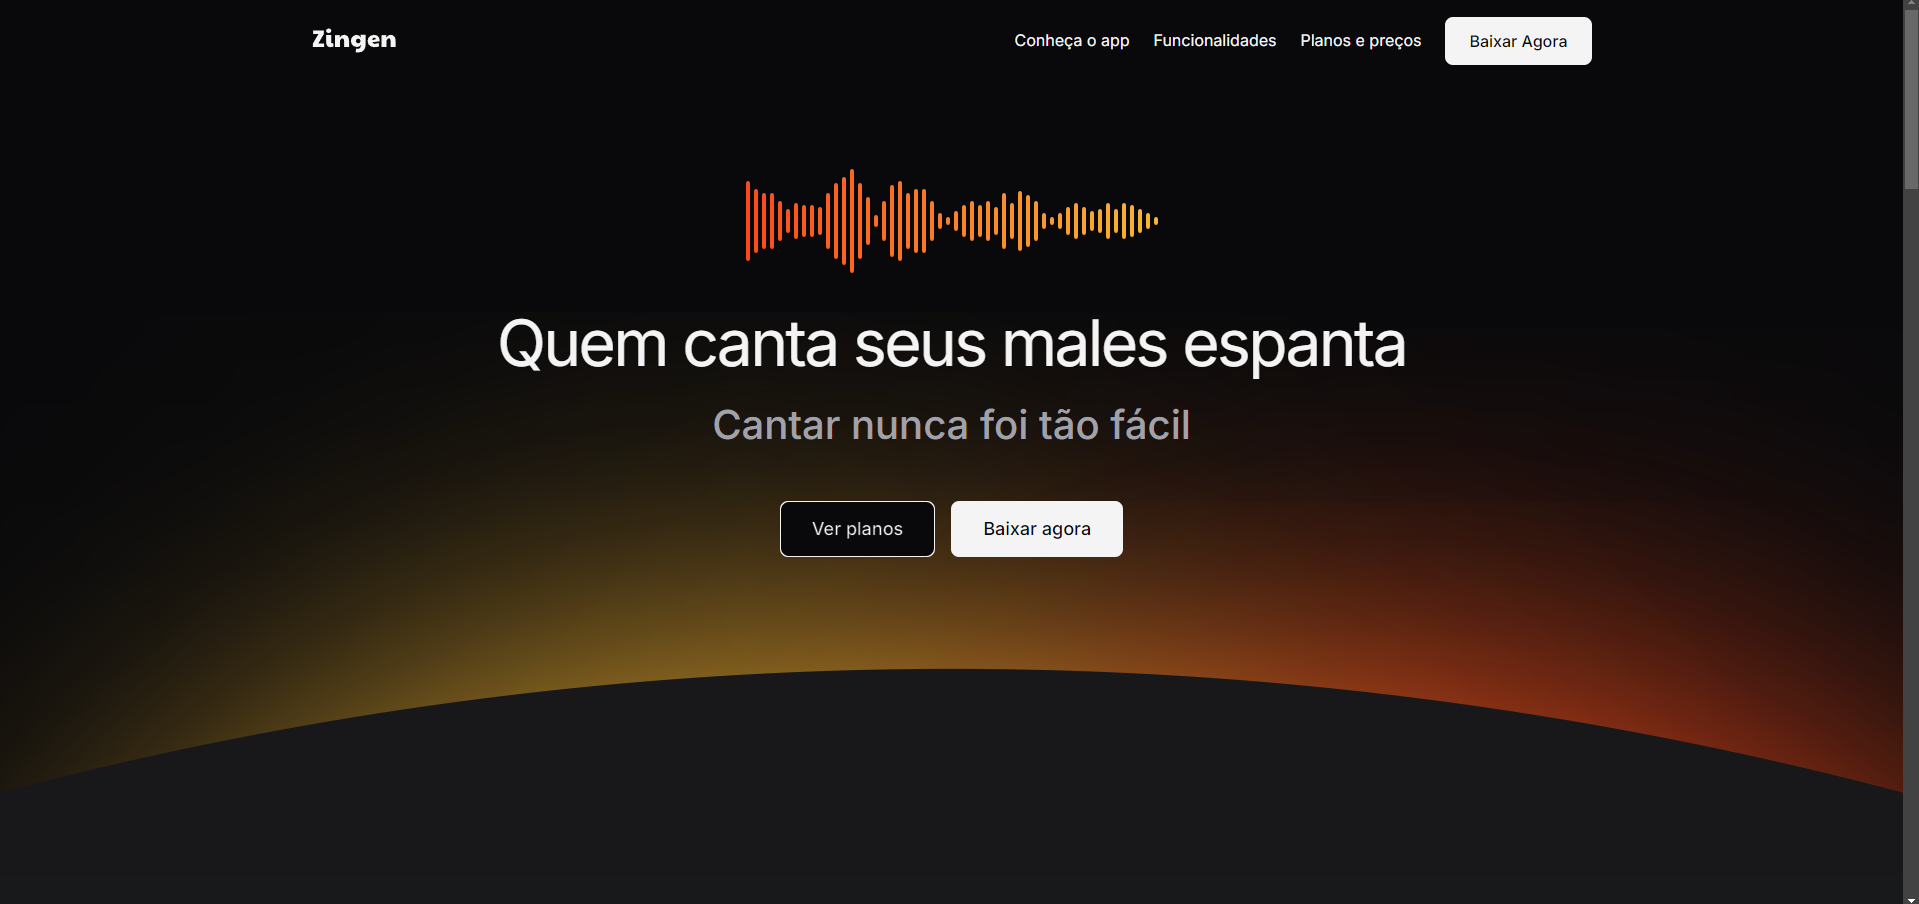 Zingen
Conheça o app
Funcionalidades
Planos e preços
Baixar Agora
Quem canta seus males espanta
Cantar nunca foi tão fácil
Ver planos
Baixar agora